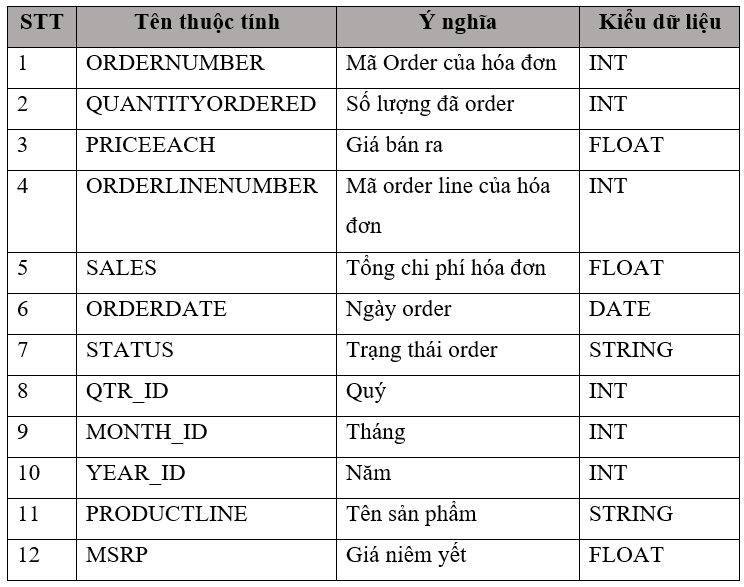 STT Tên thuộc tính Ý nghĩa Kiểu dữ liệu
1 ORDERNUMBER Mã Order của hóa đơn INT
2 QUANTITYORDERED Số lượng đã order INT
3 PRICEEACH Giá bán ra FLOAT
4 ORDERLINENUMBER Mã order line của hóa INT
đơn
5 SALES Tổng chi phí hóa đơn FLOAT
6 ORDERDATE Ngày order DATE
7 STATUS Trạng thái order STRING
8 QTR_ID Quý INT
9 MONTH_ID Tháng INT
10 YEAR_ID Năm INT
11 PRODUCTLINE Tên sản phẩm STRING
12 MSRP Giá niêm yết FLOAT